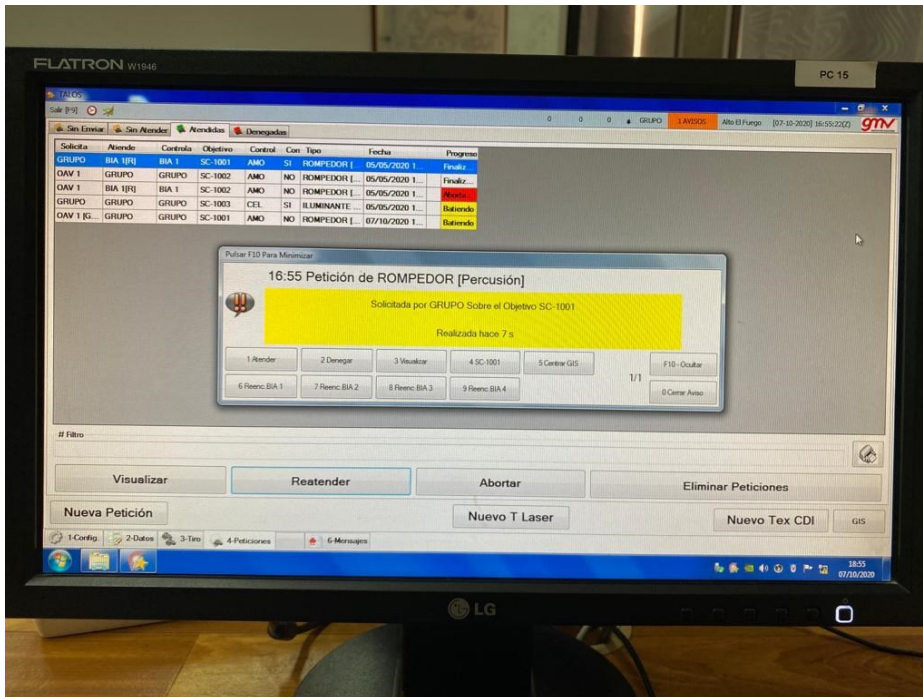 FLATRON W1946
PC 15
TALOS
Salir [F9]
0 0 0 GRUPO 1 AVISOS Alto El Fuego [07-10-2020] 16:55:22(Z) gmv
Sin Enviar Sin Atender Atendidas Denegadas
Solicita Atiende Controla Objetivo Control Con Tipo Fecha Progreso
GRUPO BIA 1[R] BIA 1 SC-1001 AMO SI ROMPEDOR [ 05/05/2020 1... Finaliz...
OAV 1 GRUPO GRUPO SC-1002 AMO NO ROMPEDOR [... 05/05/2020 1... Finaliz...
OAV 1 BIA 1[R] BIA 1 SC-1002 AMO NO ROMPEDOR [... 05/05/2020 1...
GRUPO GRUPO GRUPO SC-1003 CEL SI ILUMINANTE ... 05/05/2020 1... Batiendo
OAV 1 [G... GRUPO GRUPO SC-1001 AMO NO ROMPEDOR [... 07/10/2020 1... Batiendo
Pulsar F10 Para Minimizar
16:55 Petición de ROMPEDOR [Percusión]
Solicitada por GRUPO Sobre el Objetivo SC-1001
Realizada hace 7 s
1 Atender 2 Denegar 3 Visualizar 4 SC-1001 5 Centrar GIS 1/1 F10 - Ocultar
6 Reenc. BIA 1 7 Reenc. BIA 2 8 Reenc. BIA 3 9 Reenc. BIA 4 0 Cerrar Aviso
# Filtro
Visualizar Reatender Abortar Eliminar Peticiones
Nueva Petición Nuevo T Laser Nuevo Tex CDI GIS
1-Config. 2-Datos 3-Tiro 4-Peticiones 6-Mensajes
18:55
07/10/2020
LG